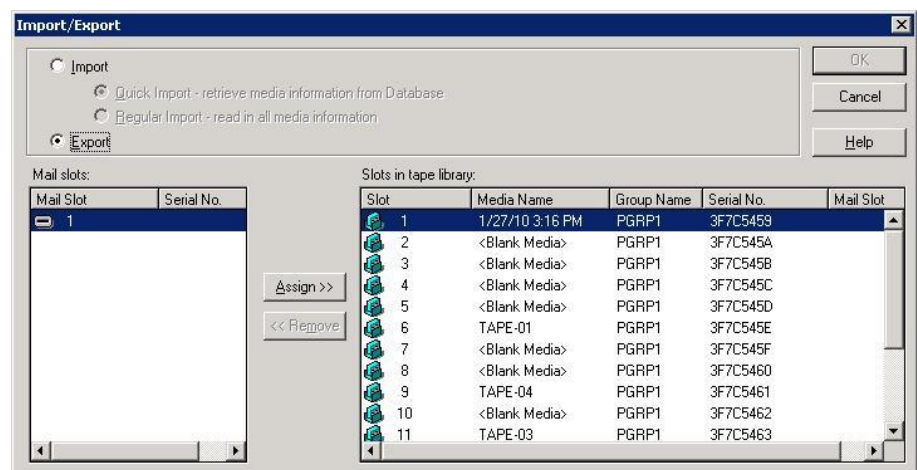 Import/Export
Import
Quick Import - retrieve media information from Database
Regular Import - read in all media information
Export
OK
Cancel
Help
Mail slots:
Mail Slot Serial No.
1
Assign >>
<< Remove
Slots in tape library:
Slot Media Name Group Name Serial No. Mail Slot
1 1/27/10 3:16 PM PGRP1 3F7C5459
2 <Blank Media> PGRP1 3F7C545A
3 <Blank Media> PGRP1 3F7C545B
4 <Blank Media> PGRP1 3F7C545C
5 <Blank Media> PGRP1 3F7C545D
6 TAPE-01 PGRP1 3F7C545E
7 <Blank Media> PGRP1 3F7C545F
8 <Blank Media> PGRP1 3F7C5460
9 TAPE-04 PGRP1 3F7C5461
10 <Blank Media> PGRP1 3F7C5462
11 TAPE-03 PGRP1 3F7C5463